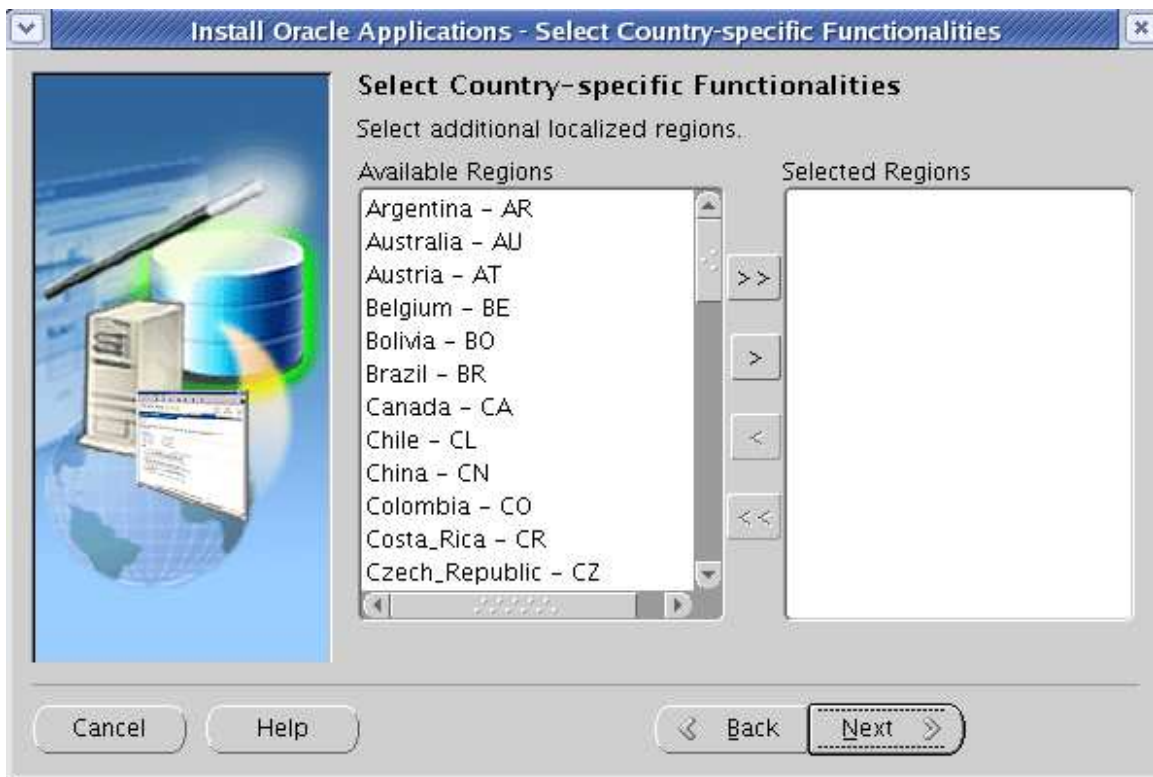 Install Oracle Applications - Select Country-specific Functionalities
Select Country-specific Functionalities
Select additional localized regions.
Available Regions
Selected Regions
Argentina - AR
Australia - AU
Austria - AT
Belgium - BE
Bolivia - BO
Brazil - BR
Canada - CA
Chile - CL
China - CN
Colombia - CO
Costa_Rica - CR
Czech_Republic - CZ
>>
>
<
<<
Cancel
Help
Back
Next